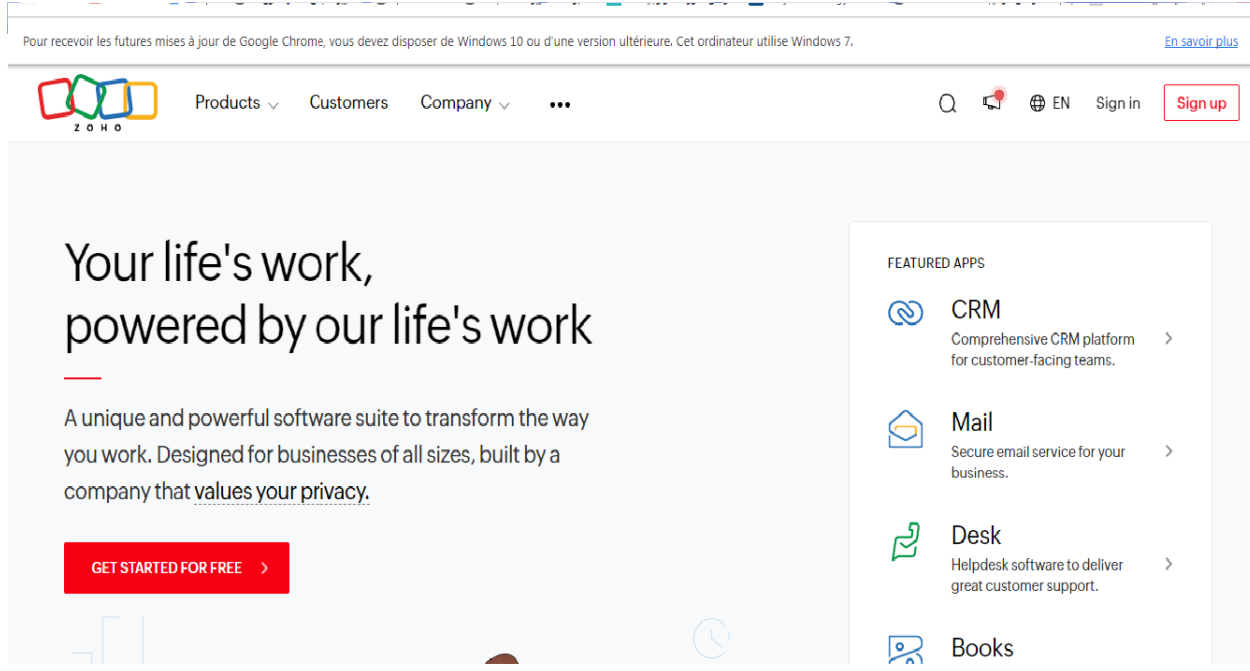 Pour recevoir les futures mises à jour de Google Chrome, vous devez disposer de Windows 10 ou d'une version ultérieure. Cet ordinateur utilise Windows 7.
En savoir plus
ZOHO
Products
Customers
Company
•••
EN
Sign in
Sign up
Your life's work,
powered by our life's work
A unique and powerful software suite to transform the way
you work. Designed for businesses of all sizes, built by a
company that values your privacy.
GET STARTED FOR FREE
FEATURED APPS
CRM
Comprehensive CRM platform
for customer-facing teams.
Mail
Secure email service for your
business.
Desk
Helpdesk software to deliver
great customer support.
Books